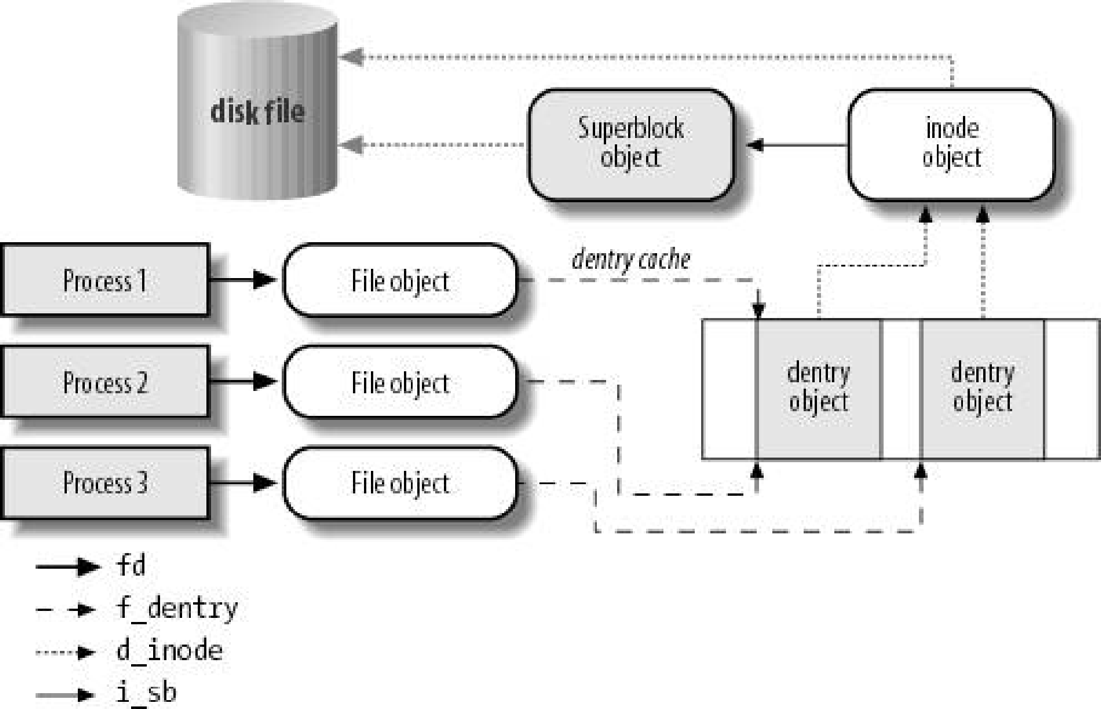 disk file
Superblock
object
inode
object
Process 1
File object
dentry cache
Process 2
File object
dentry
object
dentry
object
Process 3
File object
fd
f_dentry
d_inode
i_sb